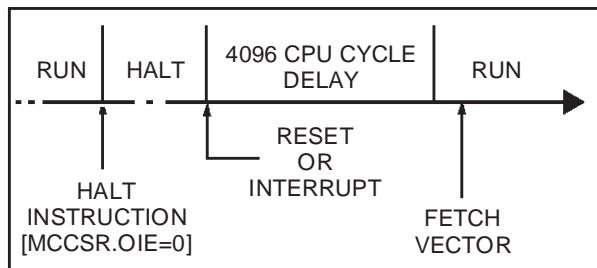 RUN
HALT
4096 CPU CYCLE
DELAY
RUN
RESET
OR
INTERRUPT
HALT
INSTRUCTION
[MCCSR.OIE=0]
FETCH
VECTOR